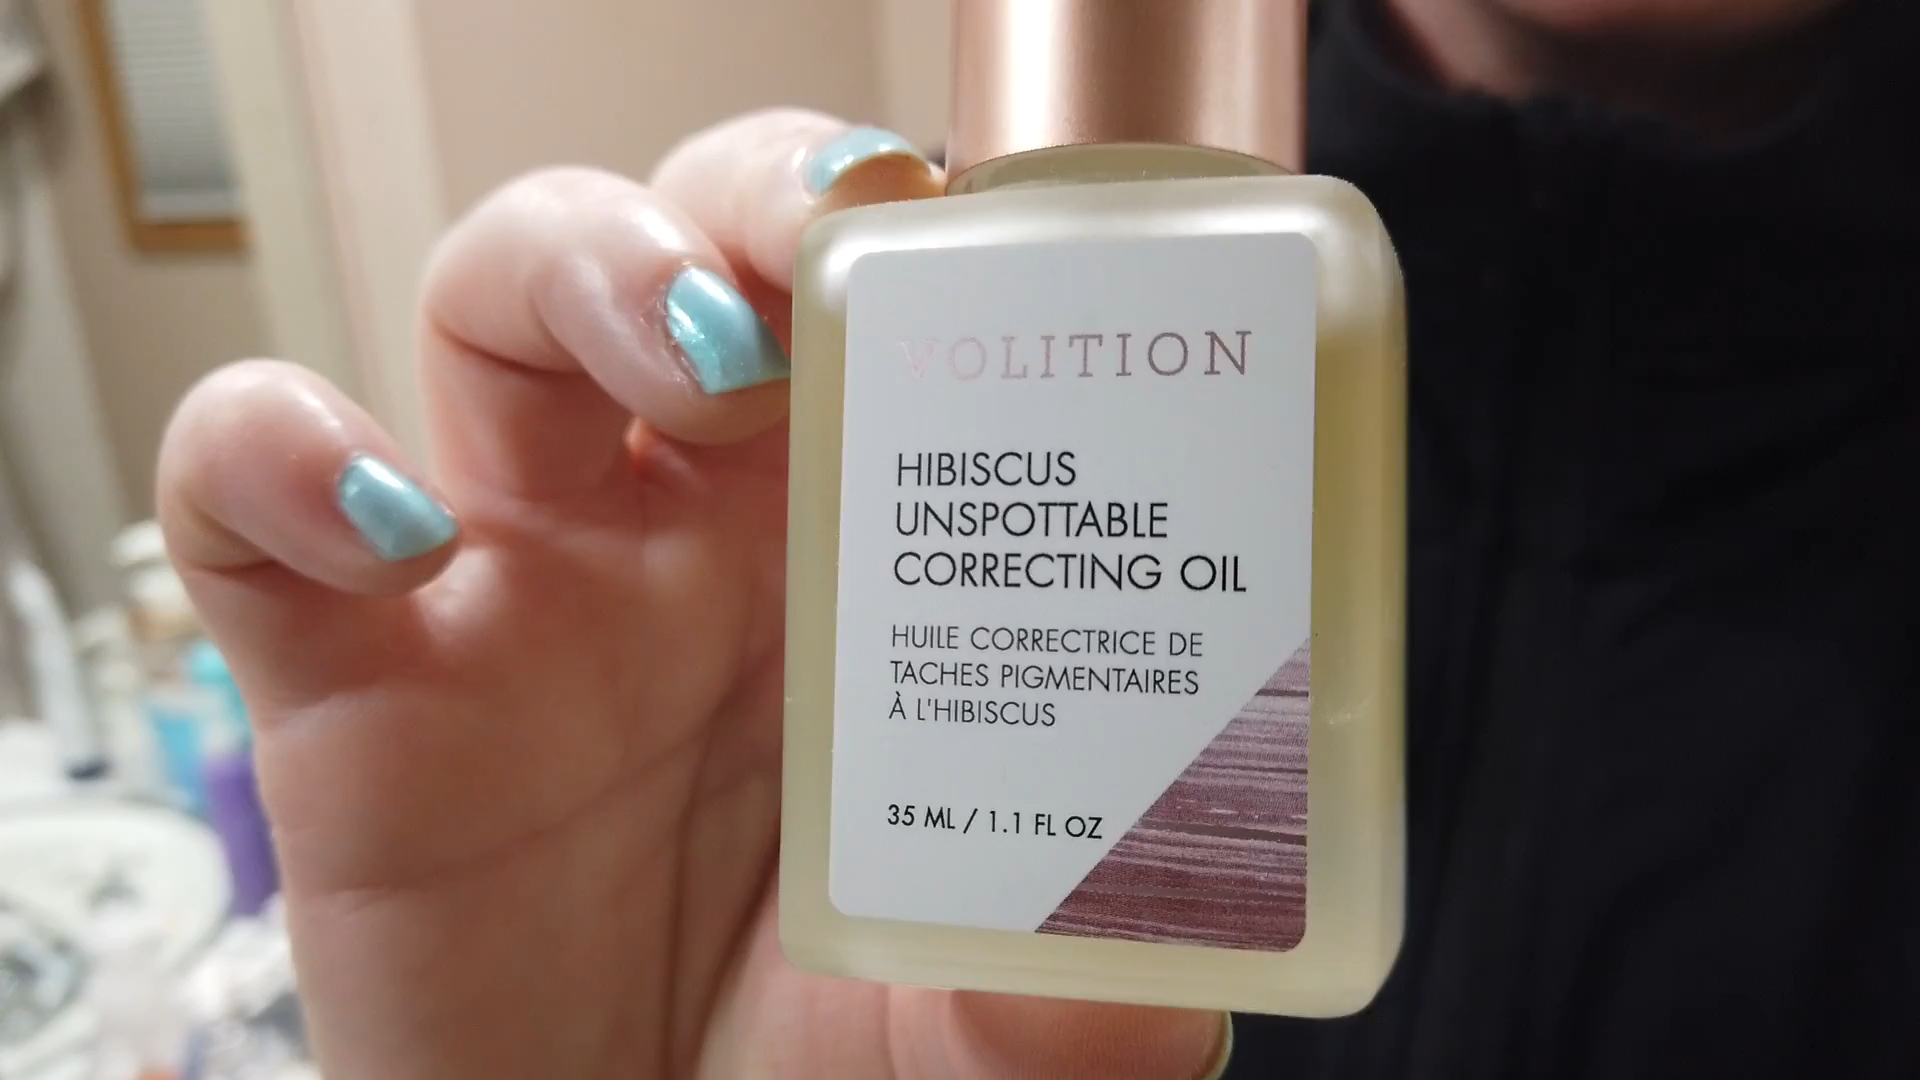 VOLITION
HIBISCUS
UNSPOTTABLE
CORRECTING OIL
HUILE CORRECTRICE DE
TACHES PIGMENTAIRES
À L'HIBISCUS
35 ML / 1.1 FL OZ